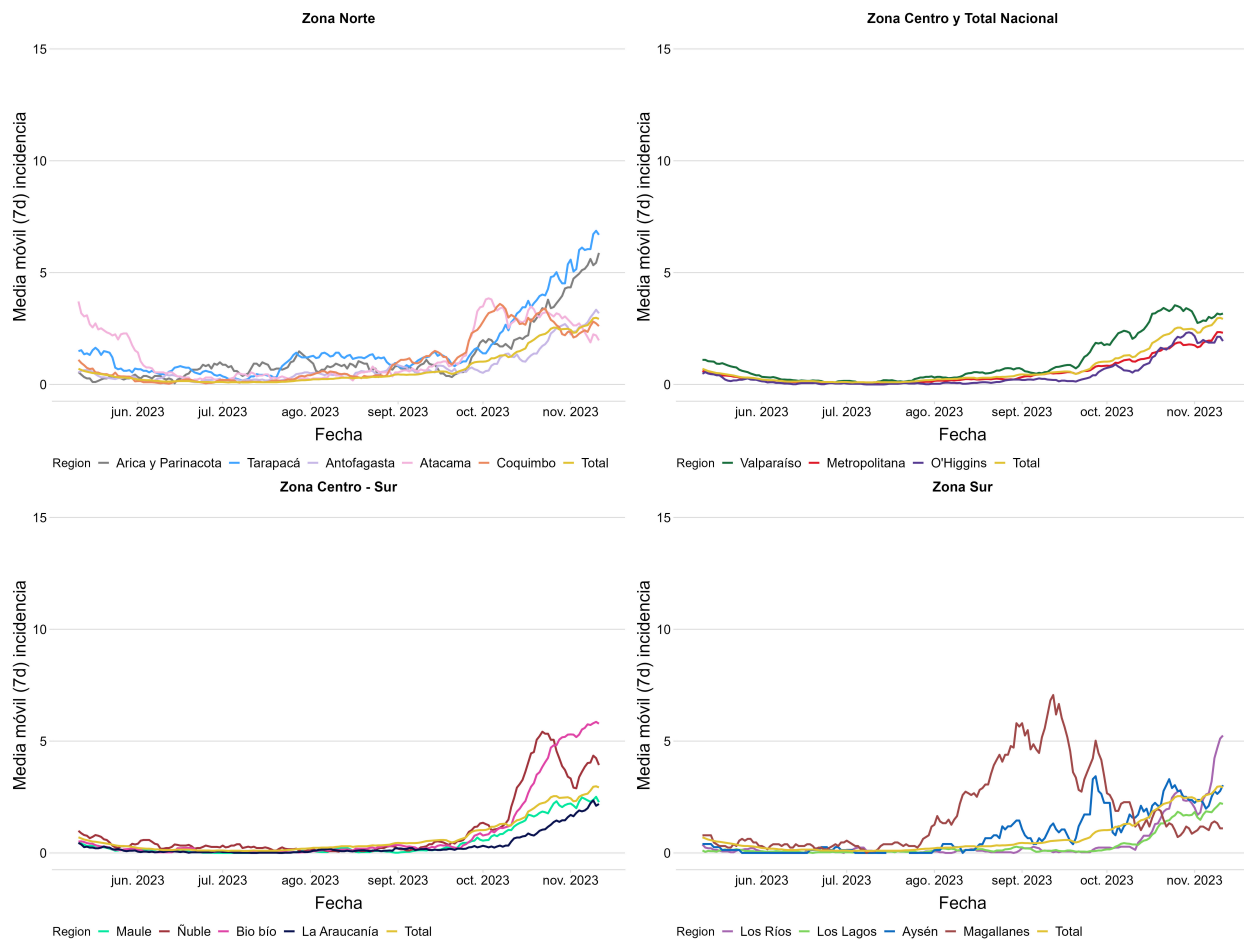 Zona Norte
Media móvil (7d) incidencia
15
10
5
0
jun. 2023 jul. 2023 ago. 2023 sept. 2023 oct. 2023 nov. 2023
Fecha
Region Arica y Parinacota Tarapacá Antofagasta Atacama Coquimbo Total
Zona Centro y Total Nacional
Media móvil (7d) incidencia
15
10
5
0
jun. 2023 jul. 2023 ago. 2023 sept. 2023 oct. 2023 nov. 2023
Fecha
Region Valparaíso Metropolitana O'Higgins Total
Zona Centro - Sur
Media móvil (7d) incidencia
15
10
5
0
jun. 2023 jul. 2023 ago. 2023 sept. 2023 oct. 2023 nov. 2023
Fecha
Region Maule Ñuble Bio bío La Araucanía Total
Zona Sur
Media móvil (7d) incidencia
15
10
5
0
jun. 2023 jul. 2023 ago. 2023 sept. 2023 oct. 2023 nov. 2023
Fecha
Region Los Ríos Los Lagos Aysén Magallanes Total